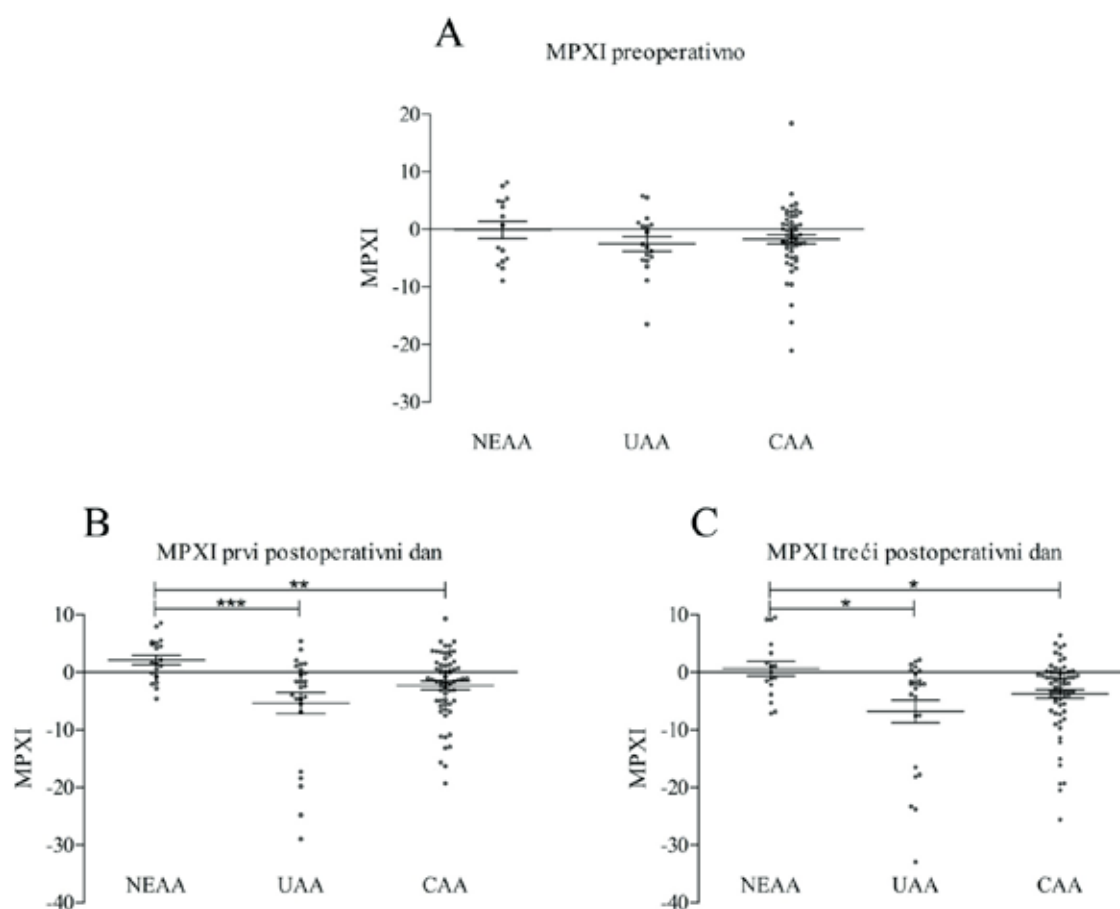 A
MPXI preoperativno
20
10
0
-10
-20
-30
MPXI
NEAA UAA CAA
B
MPXI prvi postoperativni dan
**
***
10
0
-10
-20
-30
-40
MPXI
NEAA UAA CAA
C
MPXI treći postoperativni dan
*
*
10
0
-10
-20
-30
-40
MPXI
NEAA UAA CAA